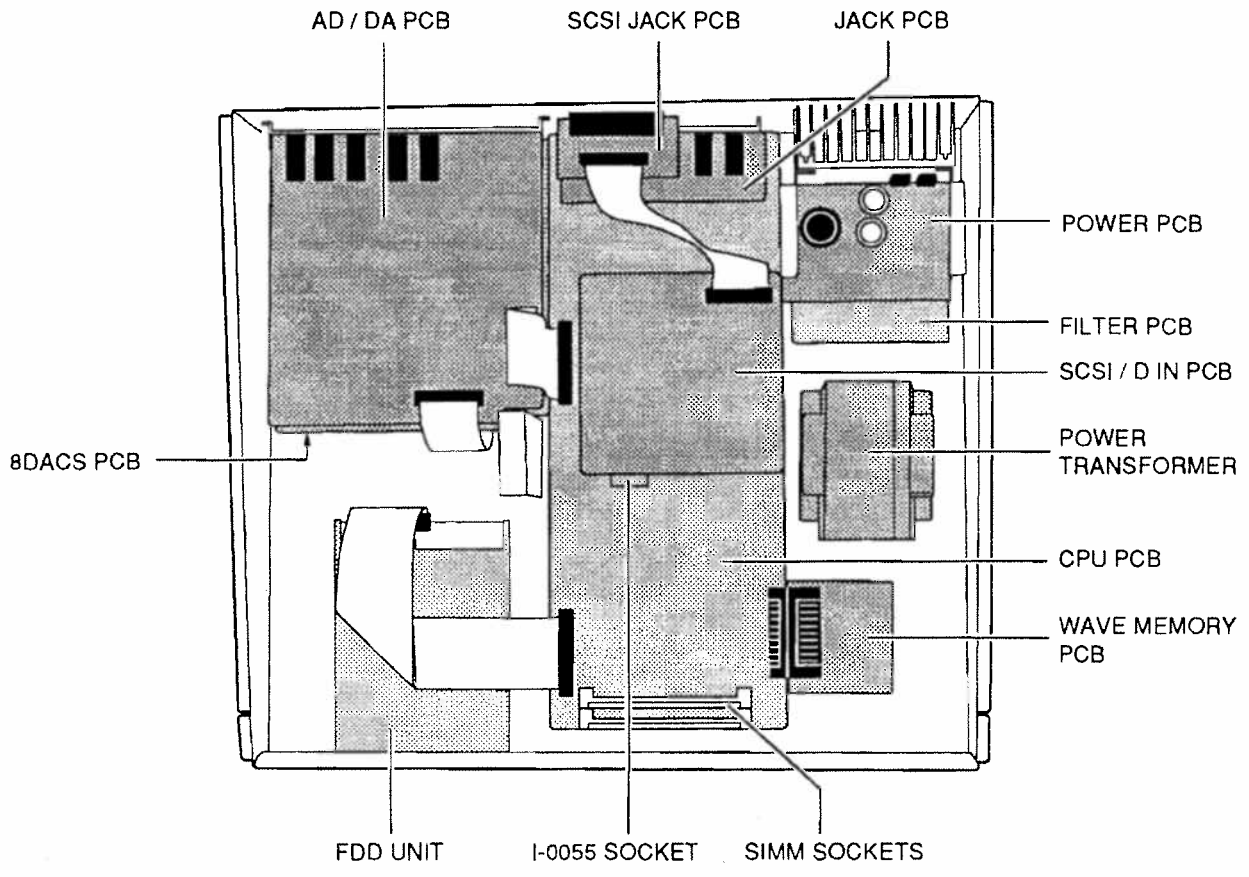 AD / DA PCB
SCSI JACK PCB
JACK PCB
POWER PCB
FILTER PCB
SCSI / D IN PCB
POWER
TRANSFORMER
8DACS PCB
CPU PCB
WAVE MEMORY
PCB
FDD UNIT
I-0055 SOCKET
SIMM SOCKETS